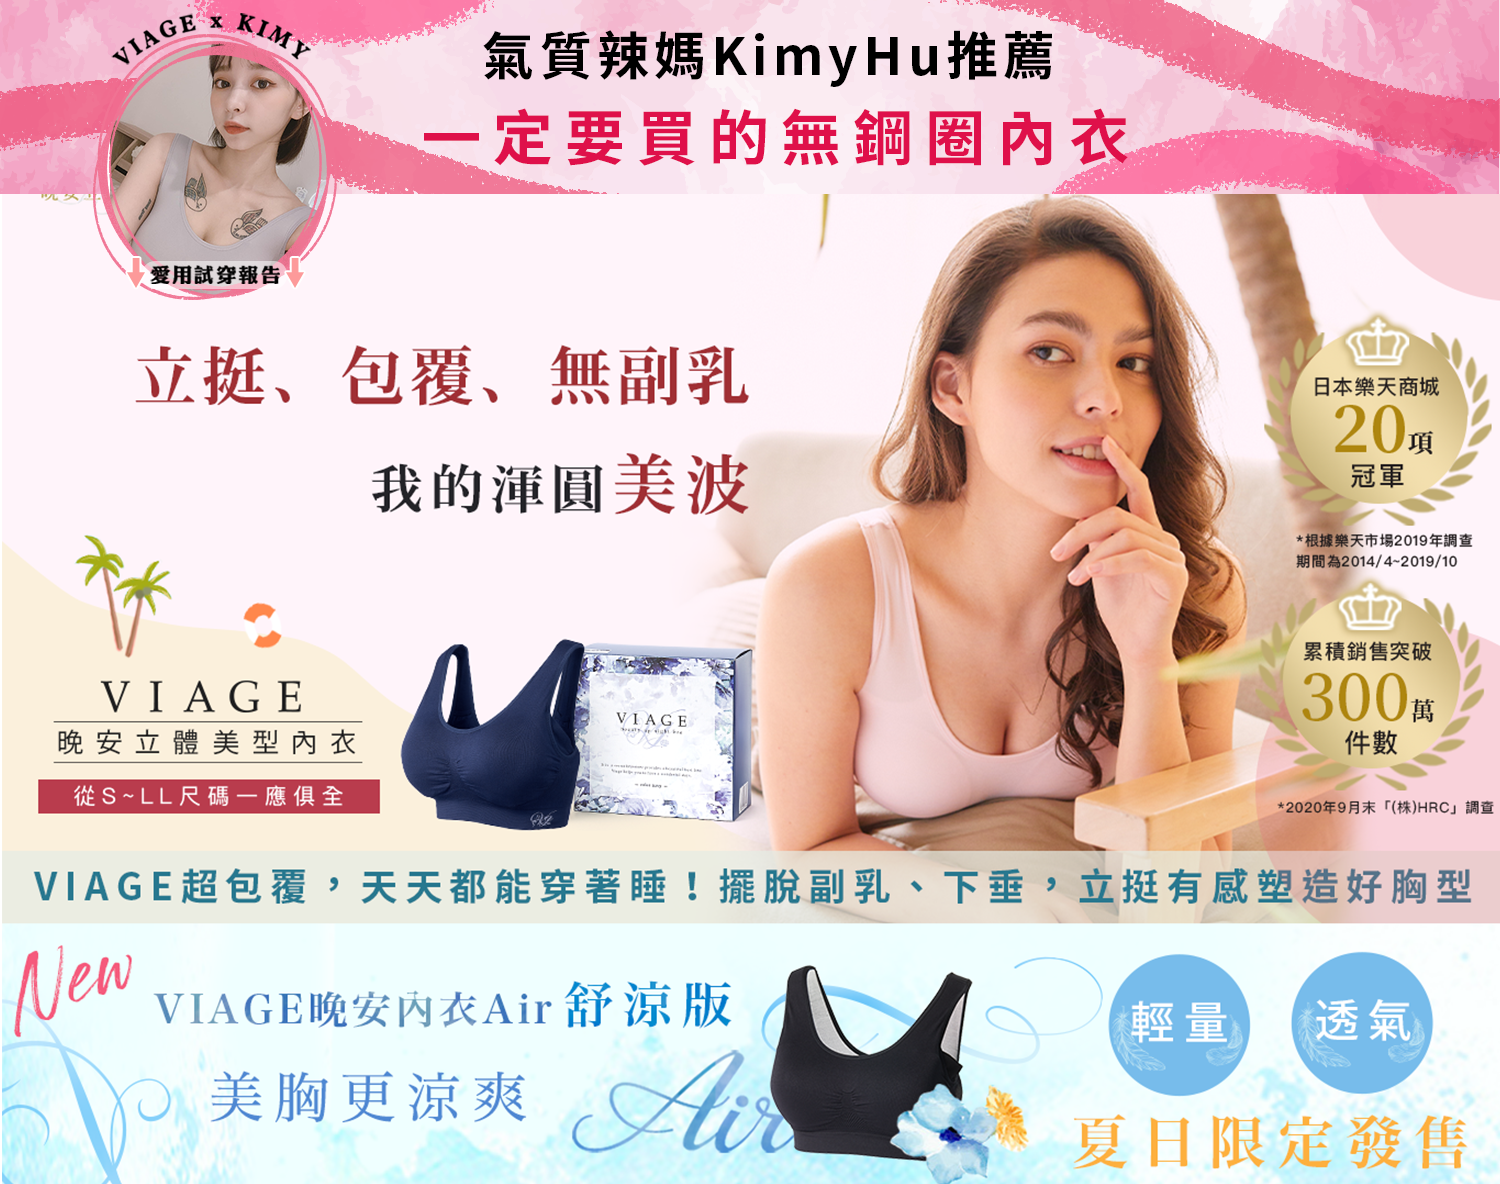 VIAGE x KIMY
愛用試穿報告
氣質辣媽KimyHu推薦
一定要買的無鋼圈內衣
立挺、包覆、無副乳
我的渾圓美波
日本樂天商城
20項
冠軍
*根據樂天市場2019年調查
期間為2014/4~2019/10
累積銷售突破
300萬
件數
*2020年9月末「(株)HRC」調查
VIAGE
晚安立體美型內衣
從S~LL尺碼一應俱全
VIAGE
VIAGE超包覆，天天都能穿著睡！擺脫副乳、下垂，立挺有感塑造好胸型
New
VIAGE晚安內衣Air舒涼版
美胸更涼爽
Air
輕量
透氣
夏日限定發售